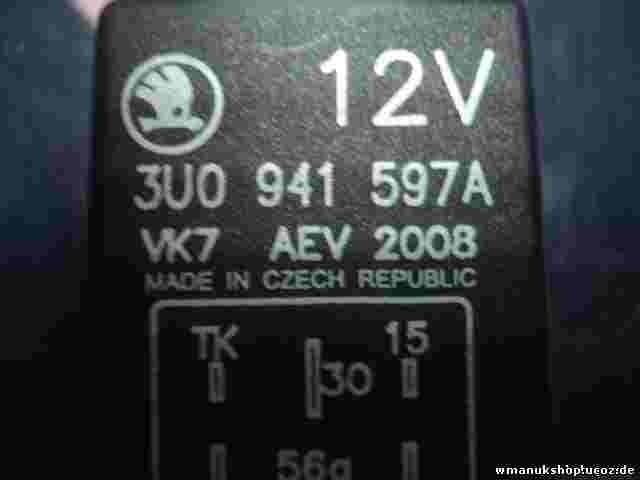 12V
3U0 941 597A
VK7 AEV 2008
MADE IN CZECH REPUBLIC
TK 15
30
56a
wmanukshop.ucoz.de